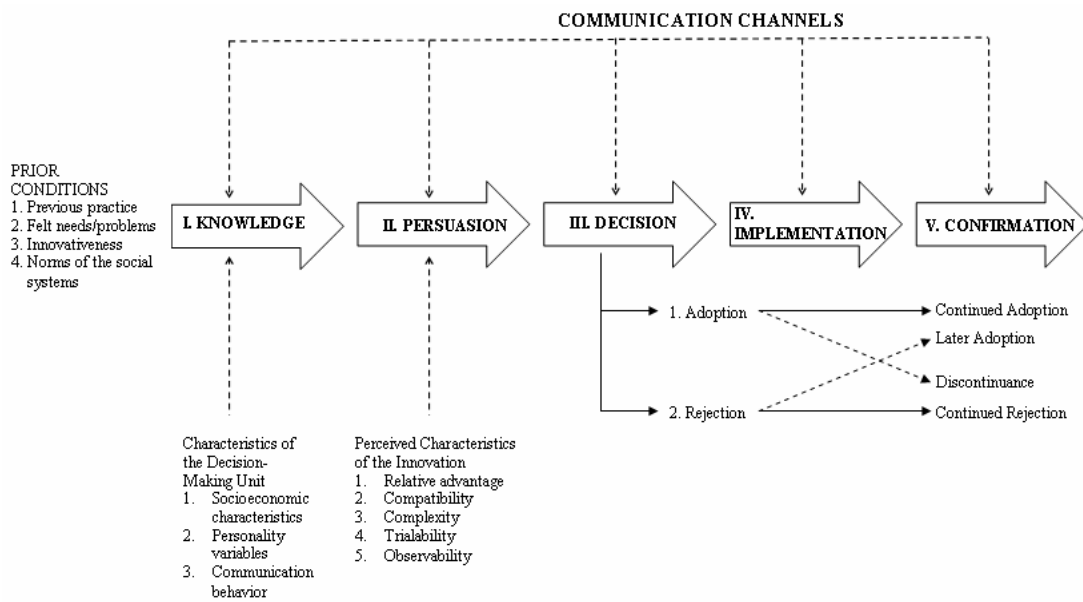 COMMUNICATION CHANNELS
PRIOR
CONDITIONS
1. Previous practice
2. Felt needs/problems
3. Innovativeness
4. Norms of the social
systems
I. KNOWLEDGE
II. PERSUASION
III. DECISION
IV.
IMPLEMENTATION
V. CONFIRMATION
1. Adoption
2. Rejection
Continued Adoption
Later Adoption
Discontinuance
Continued Rejection
Characteristics of
the Decision-
Making Unit
1. Socioeconomic
characteristics
2. Personality
variables
3. Communication
behavior
Perceived Characteristics
of the Innovation
1. Relative advantage
2. Compatibility
3. Complexity
4. Trialability
5. Observability